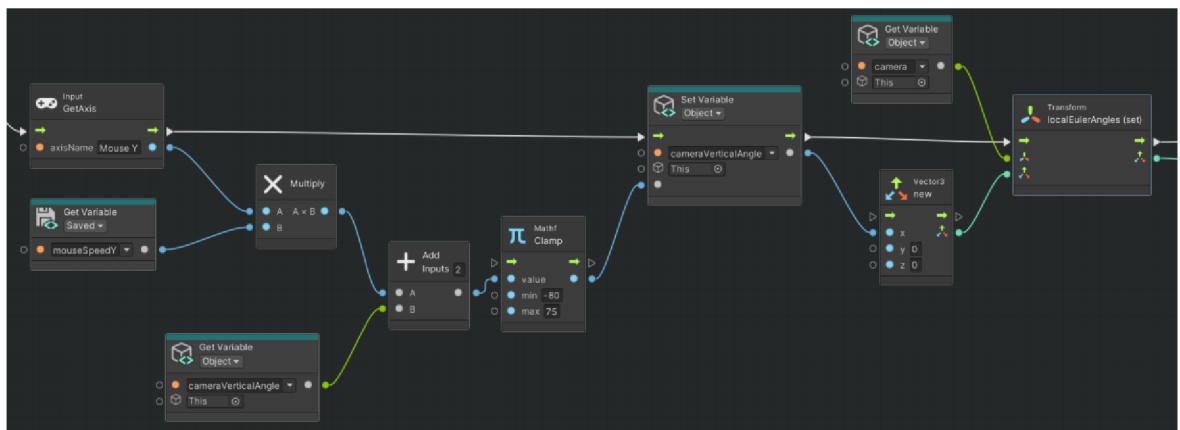 Input
GetAxis
axisName Mouse Y
Get Variable
Saved
mouseSpeedY
Multiply
A A × B
B
Get Variable
Object
cameraVerticalAngle
This
Add
Inputs 2
A
B
Mathf
Clamp
value
min -80
max 75
Set Variable
Object
cameraVerticalAngle
This
Get Variable
Object
camera
This
Vector3
new
x
y 0
z 0
Transform
localEulerAngles (set)